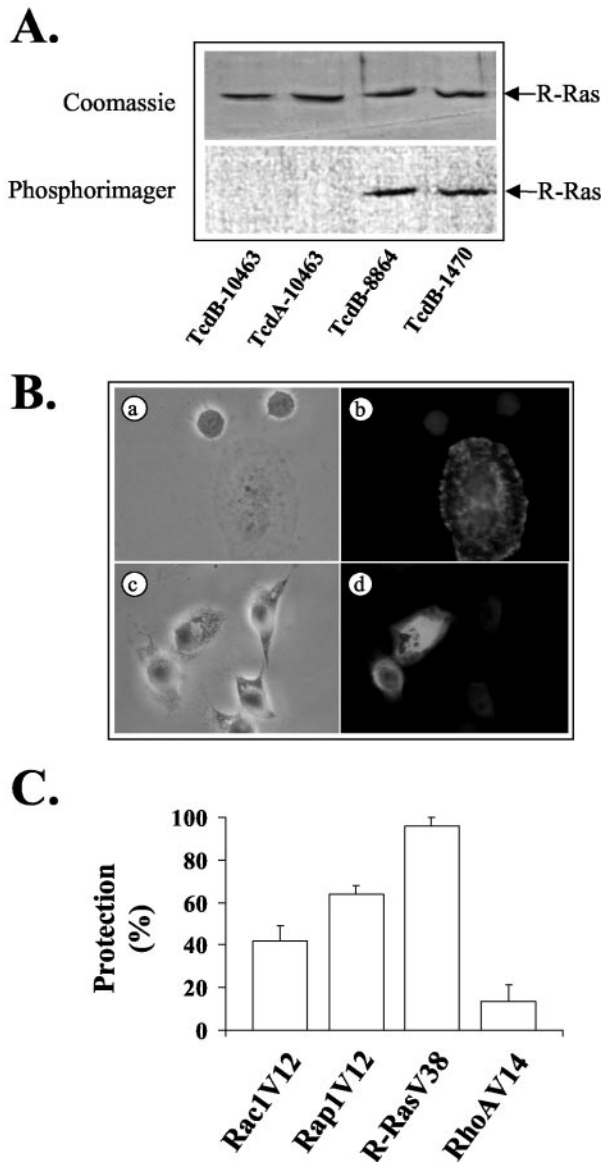 A.
Coomassie
R-Ras
Phosphorimager
R-Ras
TcdB-10463
TcdA-10463
TcdB-8864
TcdB-1470
B.
a
b
c
d
C.
Protection
(%)
100
80
60
40
20
0
Rac1V12
Rap1V12
R-RasV38
RhoAV14